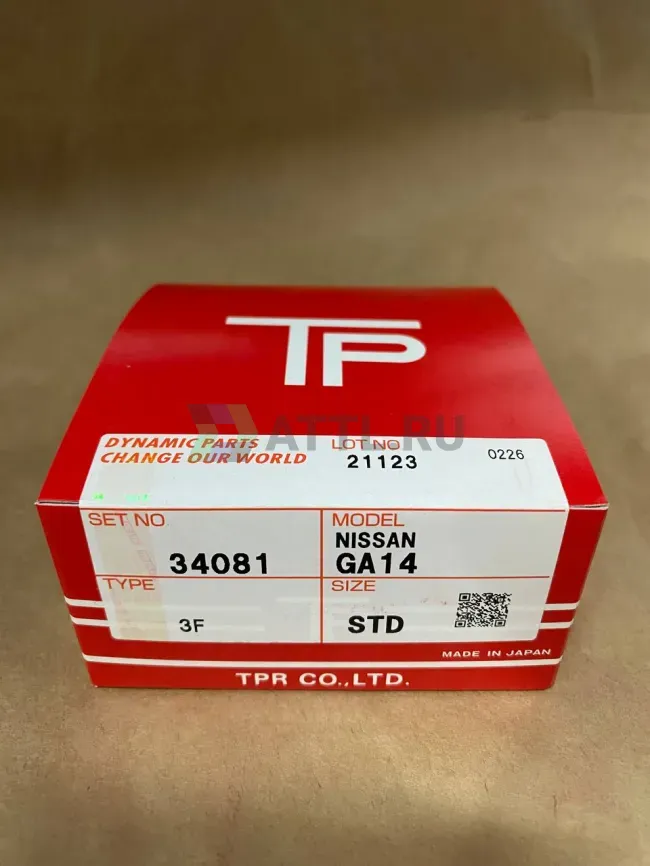 TP
ATTL.RU
DYNAMIC PARTS
CHANGE OUR WORLD
LOT NO
21123
0226
SET NO
34081
MODEL
NISSAN
GA14
TYPE
3F
SIZE
STD
MADE IN JAPAN
TPR CO.,LTD.